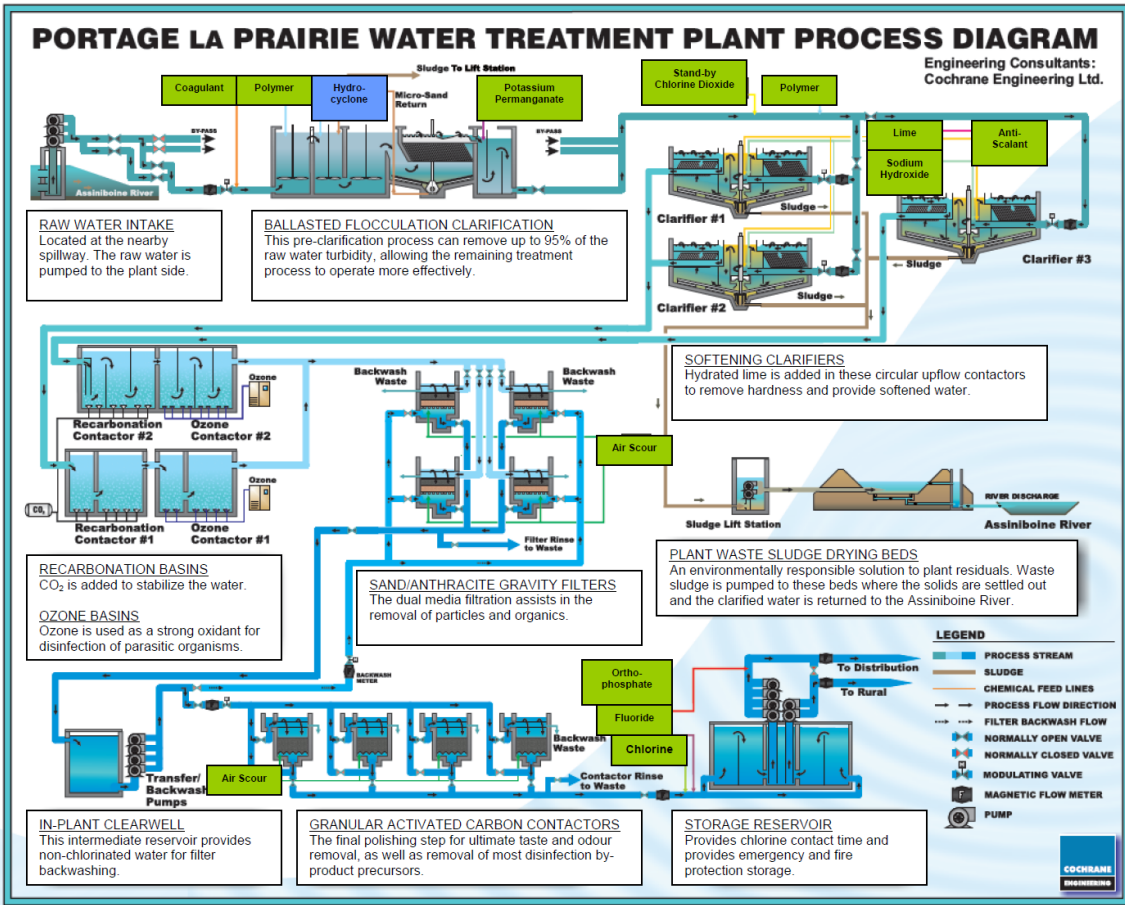 PORTAGE LA PRAIRIE WATER TREATMENT PLANT PROCESS DIAGRAM
Engineering Consultants:
Cochrane Engineering Ltd.
Sludge To Lift Station
Coagulant
Polymer
Hydro-
cyclone
Micro-Sand
Return
Potassium
Permanganate
Stand-by
Chlorine Dioxide
Polymer
BY-PASS
BY-PASS
Lime
Anti-
Scalant
Sodium
Hydroxide
Assiniboine River
Sludge
Clarifier #1
Sludge
Clarifier #3
Sludge
Clarifier #2
RAW WATER INTAKE
Located at the nearby
spillway. The raw water is
pumped to the plant side.
BALLASTED FLOCCULATION CLARIFICATION
This pre-clarification process can remove up to 95% of the
raw water turbidity, allowing the remaining treatment
process to operate more effectively.
SOFTENING CLARIFIERS
Hydrated lime is added in these circular upflow contactors
to remove hardness and provide softened water.
Ozone
Recarbonation
Contactor #2
Ozone
Contactor #2
Backwash
Waste
Backwash
Waste
Air Scour
Ozone
CO₂
Recarbonation
Contactor #1
Ozone
Contactor #1
Filter Rinse
to Waste
Sludge Lift Station
RIVER DISCHARGE
Assiniboine River
RECARBONATION BASINS
CO₂ is added to stabilize the water.
OZONE BASINS
Ozone is used as a strong oxidant for
disinfection of parasitic organisms.
SAND/ANTHRACITE GRAVITY FILTERS
The dual media filtration assists in the
removal of particles and organics.
PLANT WASTE SLUDGE DRYING BEDS
An environmentally responsible solution to plant residuals. Waste
sludge is pumped to these beds where the solids are settled out
and the clarified water is returned to the Assiniboine River.
BACKWASH
METER
Ortho-
phosphate
Fluoride
Chlorine
To Distribution
To Rural
Transfer/
Backwash
Pumps
Air Scour
Backwash
Waste
Contactor Rinse
to Waste
LEGEND
PROCESS STREAM
SLUDGE
CHEMICAL FEED LINES
PROCESS FLOW DIRECTION
FILTER BACKWASH FLOW
NORMALLY OPEN VALVE
NORMALLY CLOSED VALVE
MODULATING VALVE
F MAGNETIC FLOW METER
PUMP
IN-PLANT CLEARWELL
This intermediate reservoir provides
non-chlorinated water for filter
backwashing.
GRANULAR ACTIVATED CARBON CONTACTORS
The final polishing step for ultimate taste and odour
removal, as well as removal of most disinfection by-
product precursors.
STORAGE RESERVOIR
Provides chlorine contact time and
provides emergency and fire
protection storage.
COCHRANE
ENGINEERING